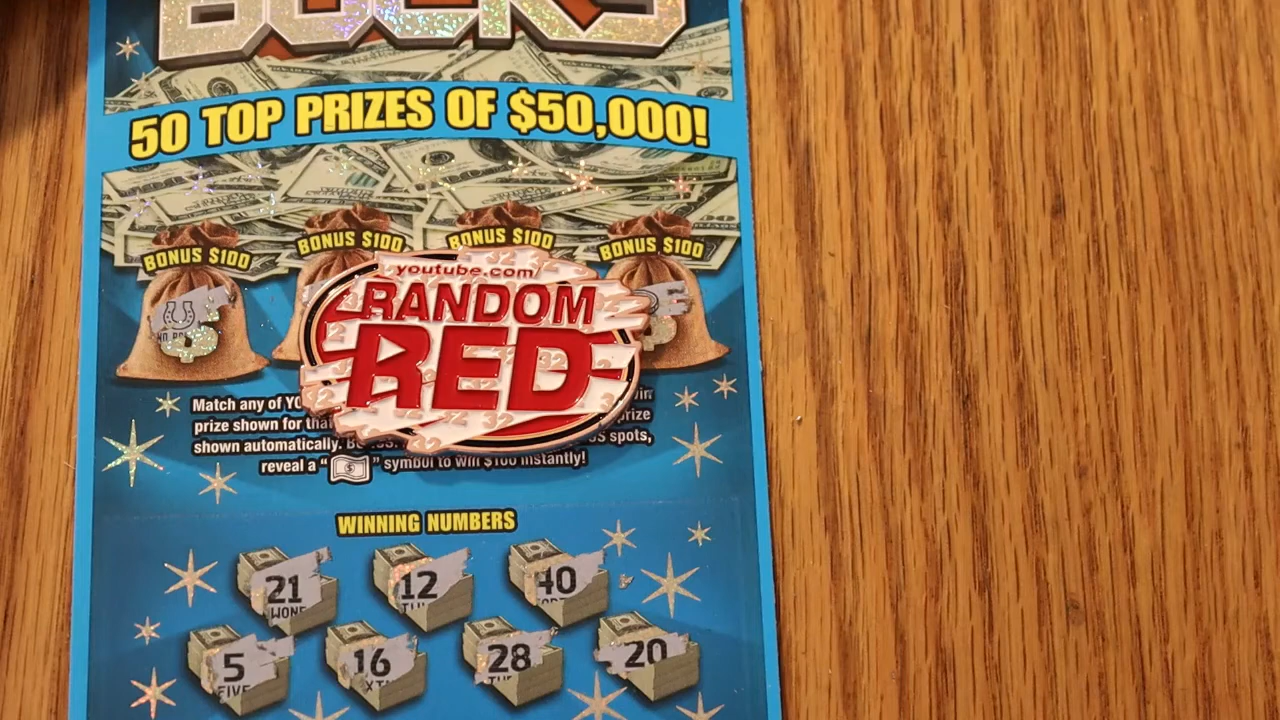 BUCKS
50 TOP PRIZES OF $50,000!
BONUS $100 BONUS $100 BONUS $100 BONUS $100
youtube.com/
RANDOM
RED
Match any of
prize shown for that prize
shown automatically. spots,
reveal a " " symbol to win $100 instantly!
WINNING NUMBERS
21 12 40
5 16 28 20
FIVE